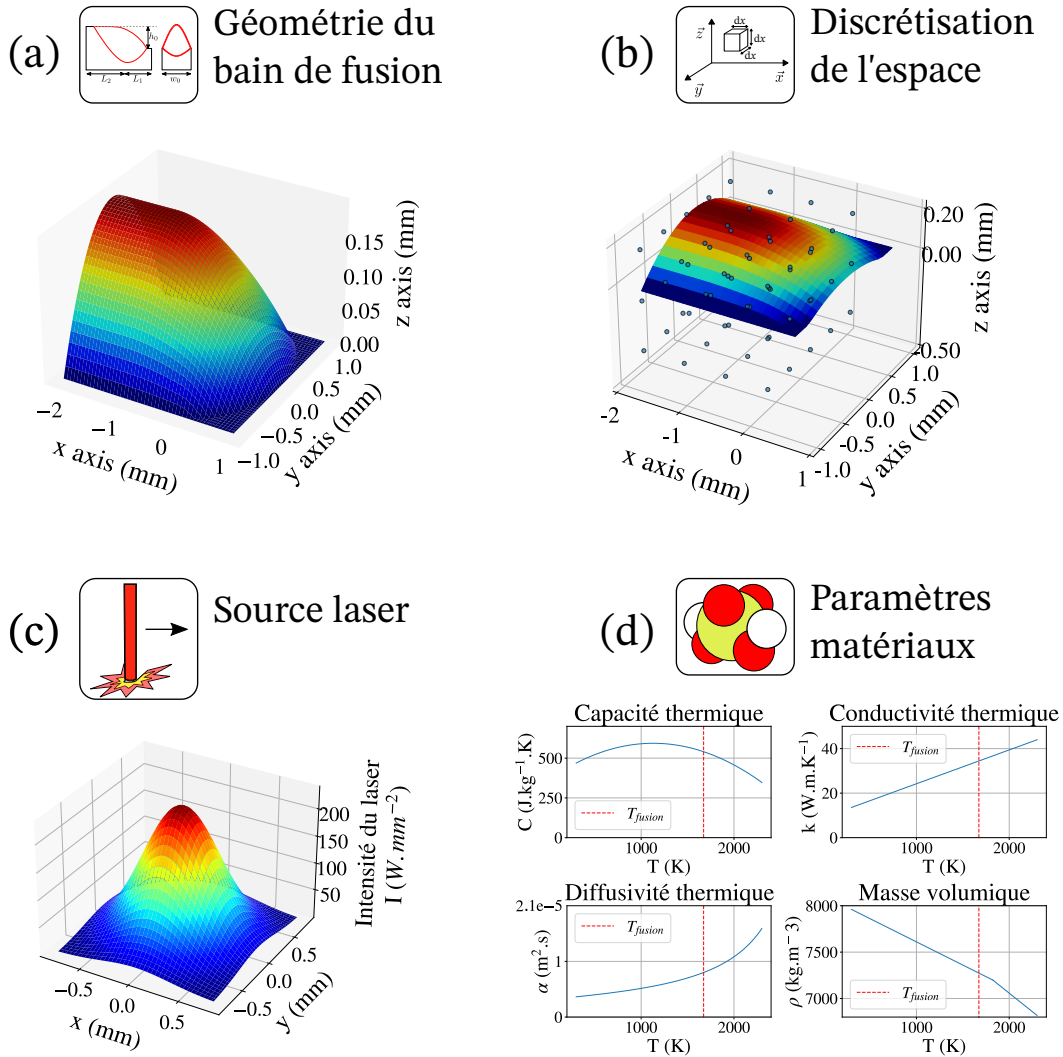 (a)
h₀
L₂
L₁
w₀
Géométrie du
bain de fusion
0.15
0.10
0.05
0.00
z axis (mm)
-2
-1
0
1
x axis (mm)
-1.0
-0.5
0.0
0.5
1.0
y axis (mm)
(b)
z⃗
y⃗
x⃗
dx
dx
dx
Discrétisation
de l'espace
0.20
0.00
-0.50
z axis (mm)
-2
-1
0
1
x axis (mm)
-1.0
-0.5
0.0
0.5
1.0
y axis (mm)
(c)
Source laser
200
150
100
50
Intensité du laser
I (W.mm⁻²)
-0.5
0.0
0.5
x (mm)
-0.5
0.0
0.5
y (mm)
(d)
Paramètres
matériaux
Capacité thermique
C (J.kg⁻¹.K)
500
250
0
T_fusion
1000 2000
T (K)
Conductivité thermique
k (W.m.K⁻¹)
40
20
0
T_fusion
1000 2000
T (K)
Diffusivité thermique
α (m².s)
2.1e-5
1
0
T_fusion
1000 2000
T (K)
Masse volumique
ρ (kg.m−3)
8000
7500
7000
T_fusion
1000 2000
T (K)